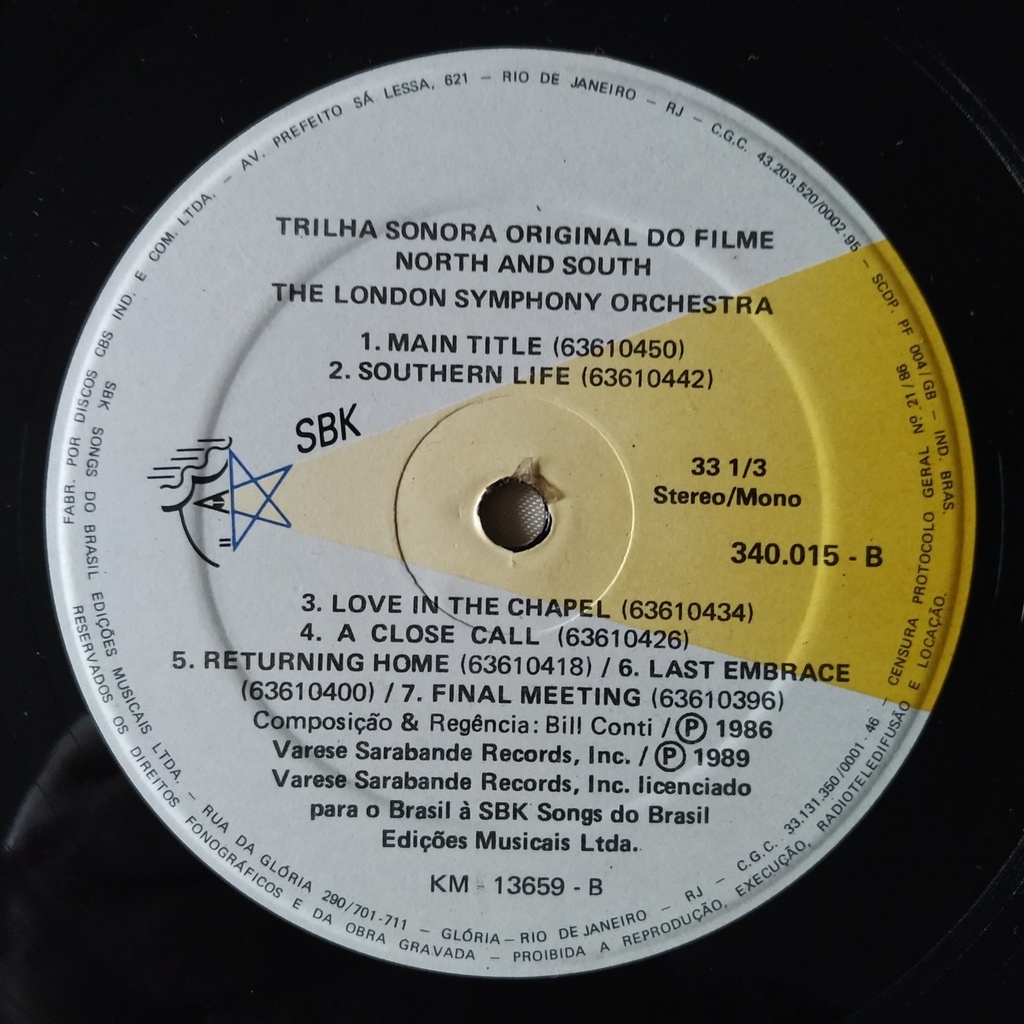 TRILHA SONORA ORIGINAL DO FILME
NORTH AND SOUTH
THE LONDON SYMPHONY ORCHESTRA
1. MAIN TITLE (63610450)
2. SOUTHERN LIFE (63610442)
SBK
33 1/3
Stereo/Mono
340.015 - B
3. LOVE IN THE CHAPEL (63610434)
4. A CLOSE CALL (63610426)
5. RETURNING HOME (63610418) / 6. LAST EMBRACE
(63610400) / 7. FINAL MEETING (63610396)
Composição & Regência: Bill Conti / Ⓟ 1986
Varese Sarabande Records, Inc. / Ⓟ 1989
Varese Sarabande Records, Inc. licenciado
para o Brasil à SBK Songs do Brasil
Edições Musicais Ltda.
KM - 13659 - B
FABR. POR DISCOS CBS IND. E COM. LTDA. — AV. PREFEITO SÁ LESSA, 621 — RIO DE JANEIRO — RJ — C.G.C. 43.203.520/0002-95 — SCDP. PF 004/BG — IND. BRAS.
SBK SONGS DO BRASIL EDIÇÕES MUSICAIS LTDA. — RUA DA GLÓRIA 290/701-711 — GLÓRIA — RIO DE JANEIRO — RJ — C.G.C. 33.131.350/0001-46 — CENSURA PROTOCOLO GERAL Nº. 21/86
RESERVADOS OS DIREITOS FONOGRÁFICOS E DA OBRA GRAVADA — PROIBIDA A REPRODUÇÃO, EXECUÇÃO, RADIOTELEDIFUSÃO E LOCAÇÃO.